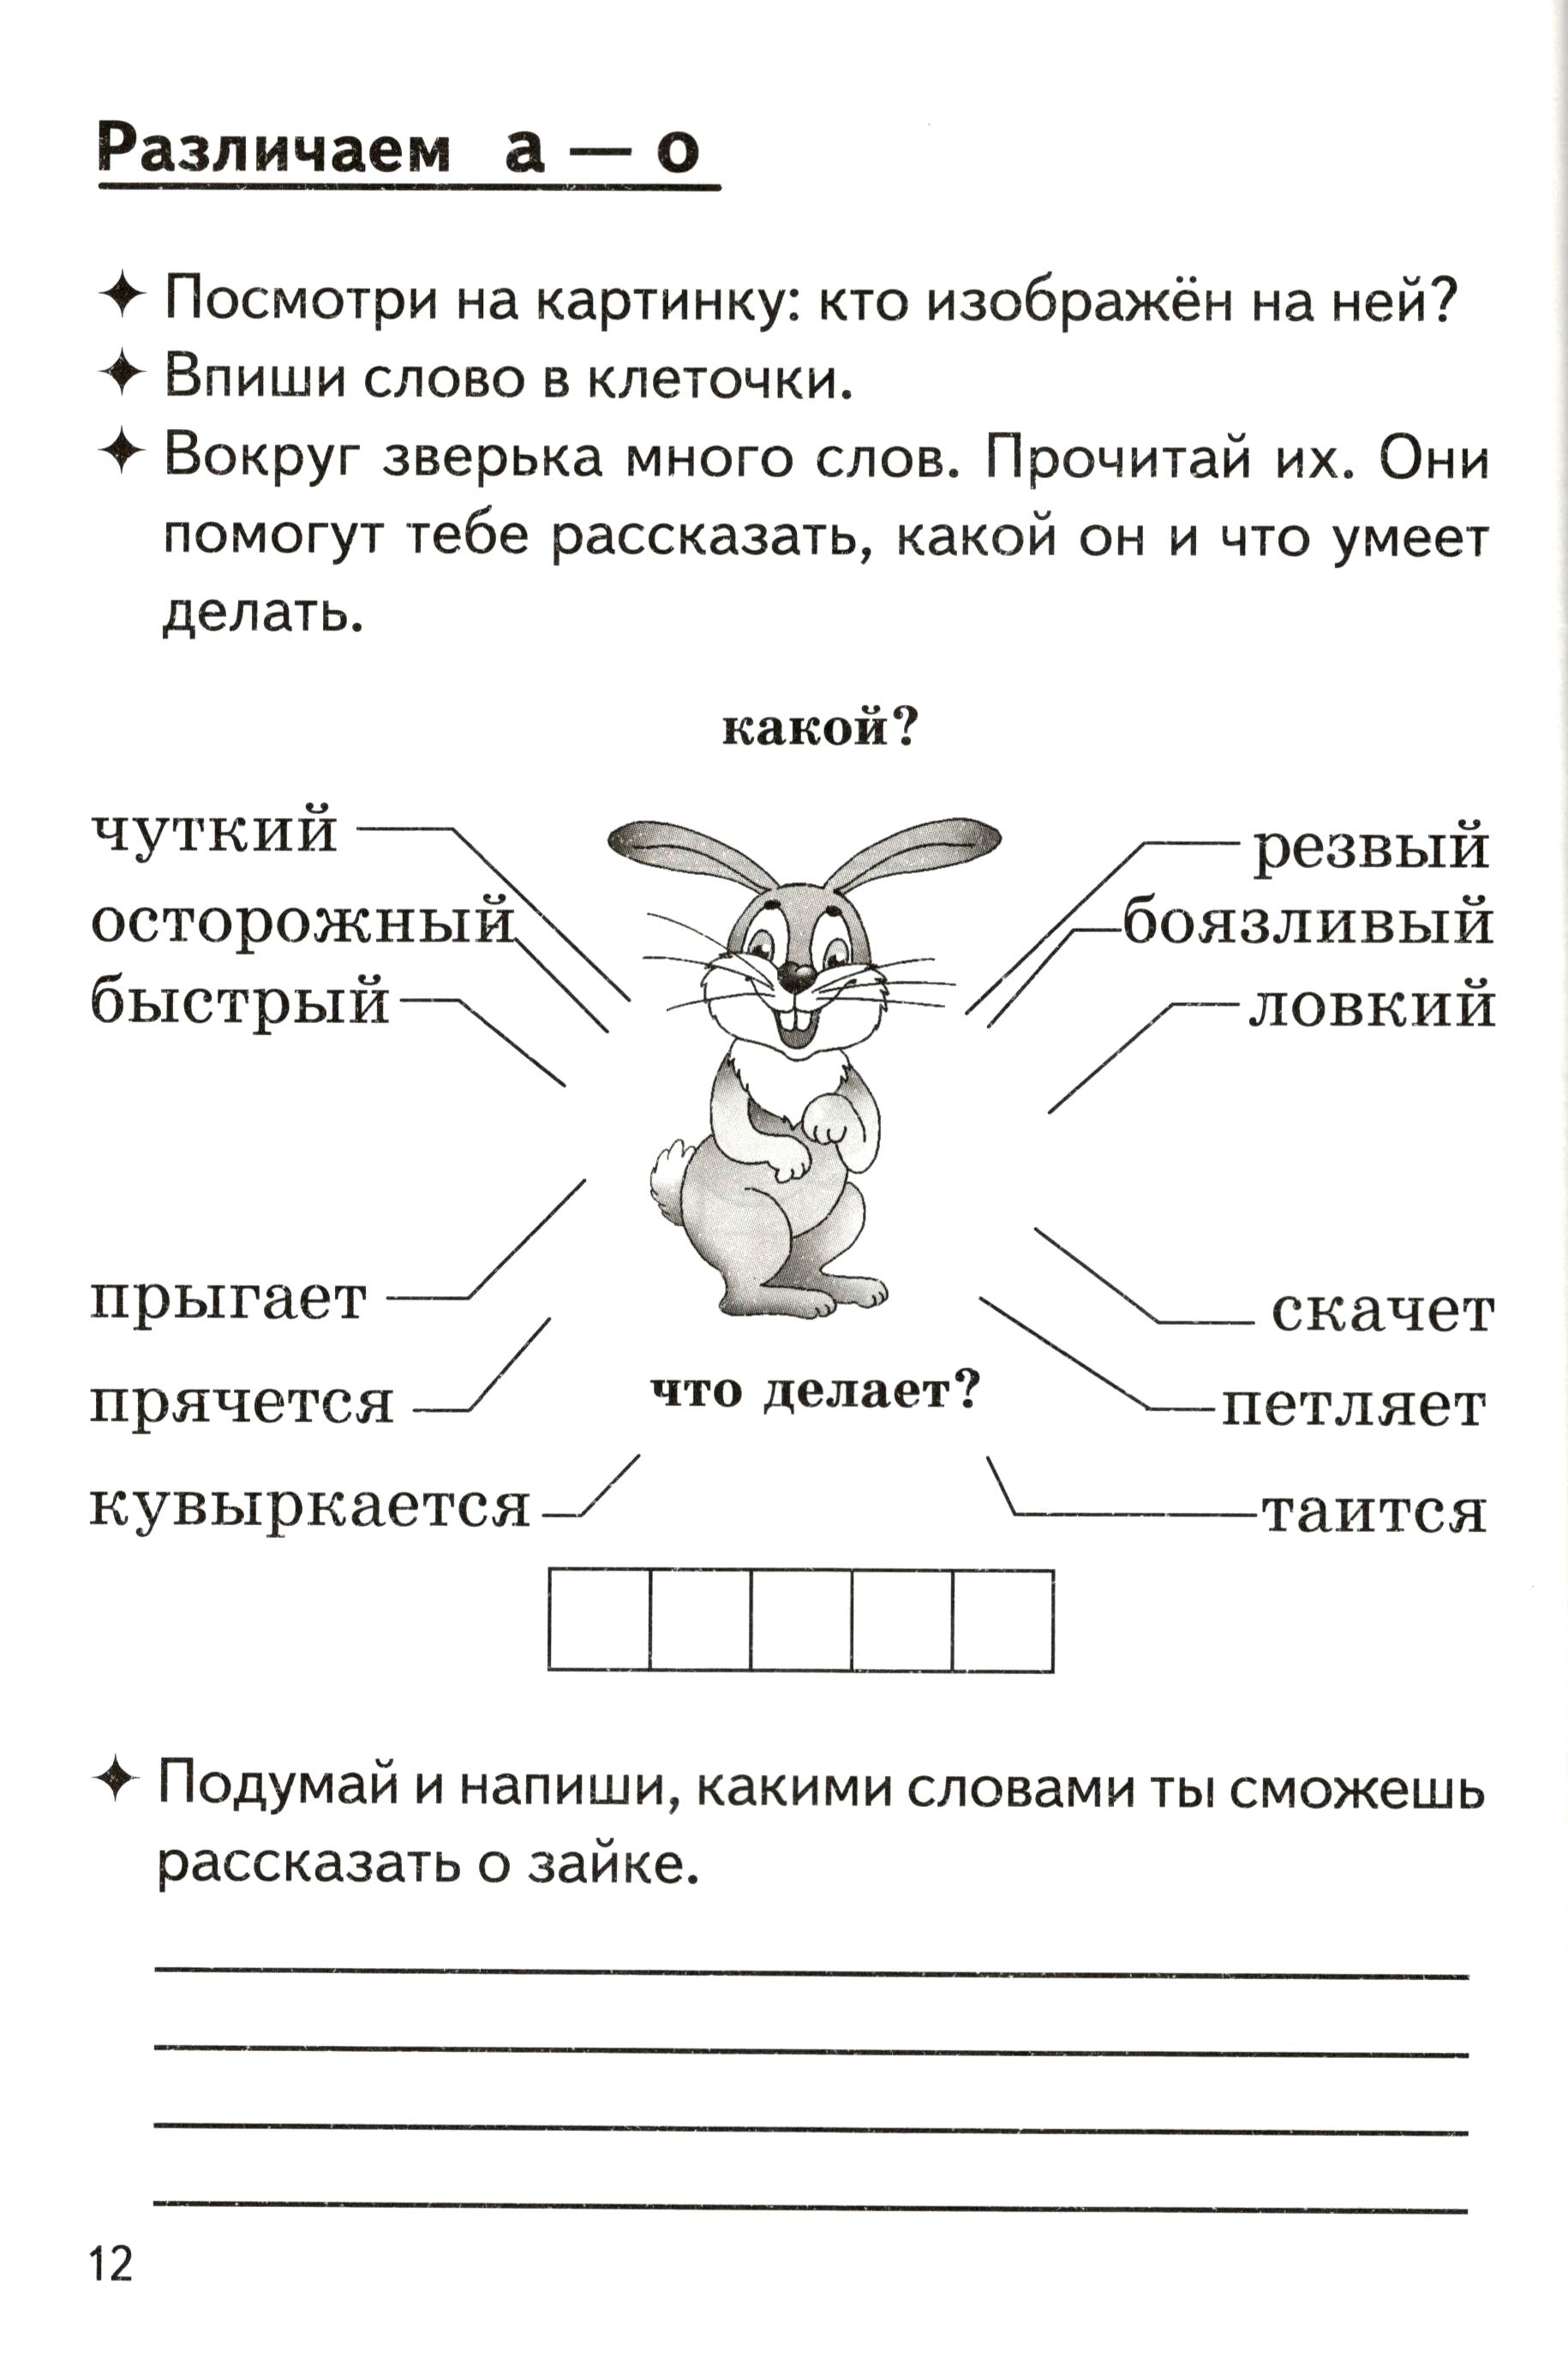 Различаем а — о
Посмотри на картинку: кто изображён на ней?
Впиши слово в клеточки.
Вокруг зверька много слов. Прочитай их. Они
помогут тебе рассказать, какой он и что умеет
делать.
какой?
чуткий
резвый
осторожный
боязливый
быстрый
ловкий
прыгает
скачет
что делает?
прячется
петляет
кувыркается
таится
Подумай и напиши, какими словами ты сможешь
рассказать о зайке.
12